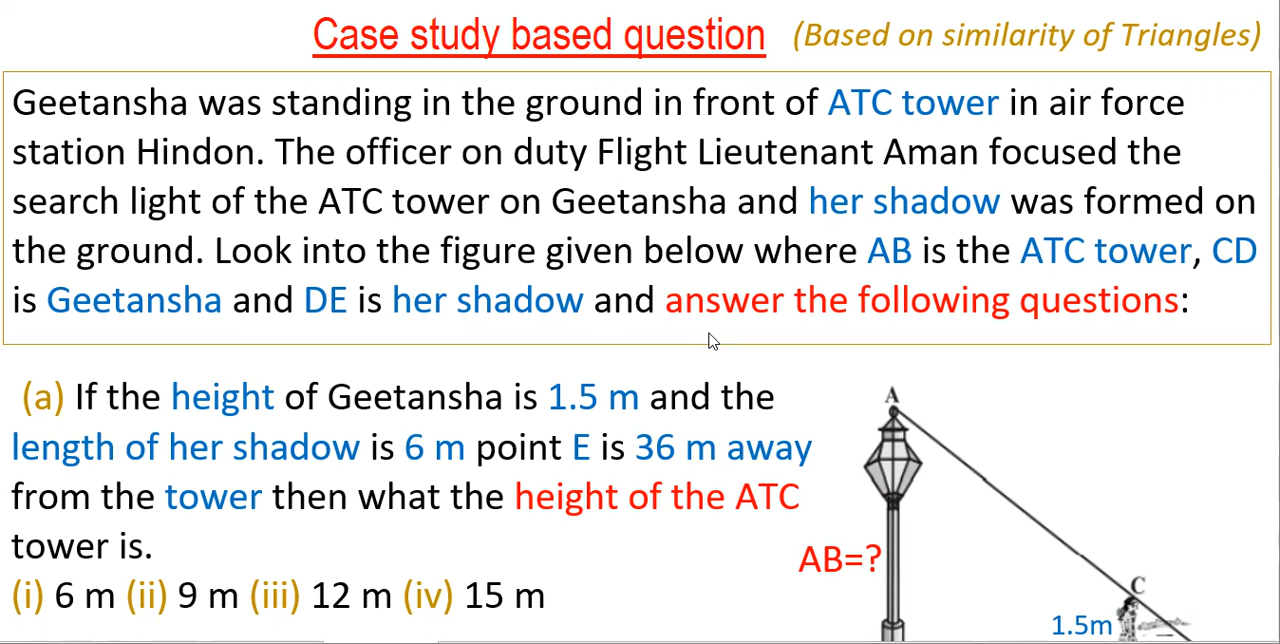 Case study based question (Based on similarity of Triangles)
Geetansha was standing in the ground in front of ATC tower in air force
station Hindon. The officer on duty Flight Lieutenant Aman focused the
search light of the ATC tower on Geetansha and her shadow was formed on
the ground. Look into the figure given below where AB is the ATC tower, CD
is Geetansha and DE is her shadow and answer the following questions:
(a) If the height of Geetansha is 1.5 m and the
length of her shadow is 6 m point E is 36 m away
from the tower then what the height of the ATC
tower is.
(i) 6 m (ii) 9 m (iii) 12 m (iv) 15 m
A
AB=?
C
1.5m